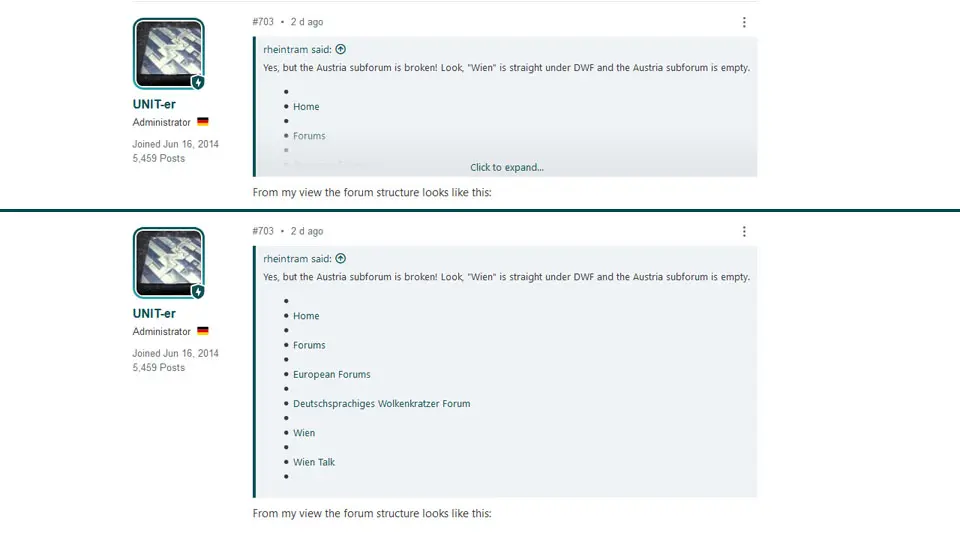 #703 • 2 d ago
rheintram said:
Yes, but the Austria subforum is broken! Look, "Wien" is straight under DWF and the Austria subforum is empty.
UNIT-er
Administrator
Joined Jun 16, 2014
5,459 Posts
• Home
• Forums
Click to expand...
From my view the forum structure looks like this:
#703 • 2 d ago
rheintram said:
Yes, but the Austria subforum is broken! Look, "Wien" is straight under DWF and the Austria subforum is empty.
UNIT-er
Administrator
Joined Jun 16, 2014
5,459 Posts
• Home
• Forums
• European Forums
• Deutschsprachiges Wolkenkratzer Forum
• Wien
• Wien Talk
From my view the forum structure looks like this: